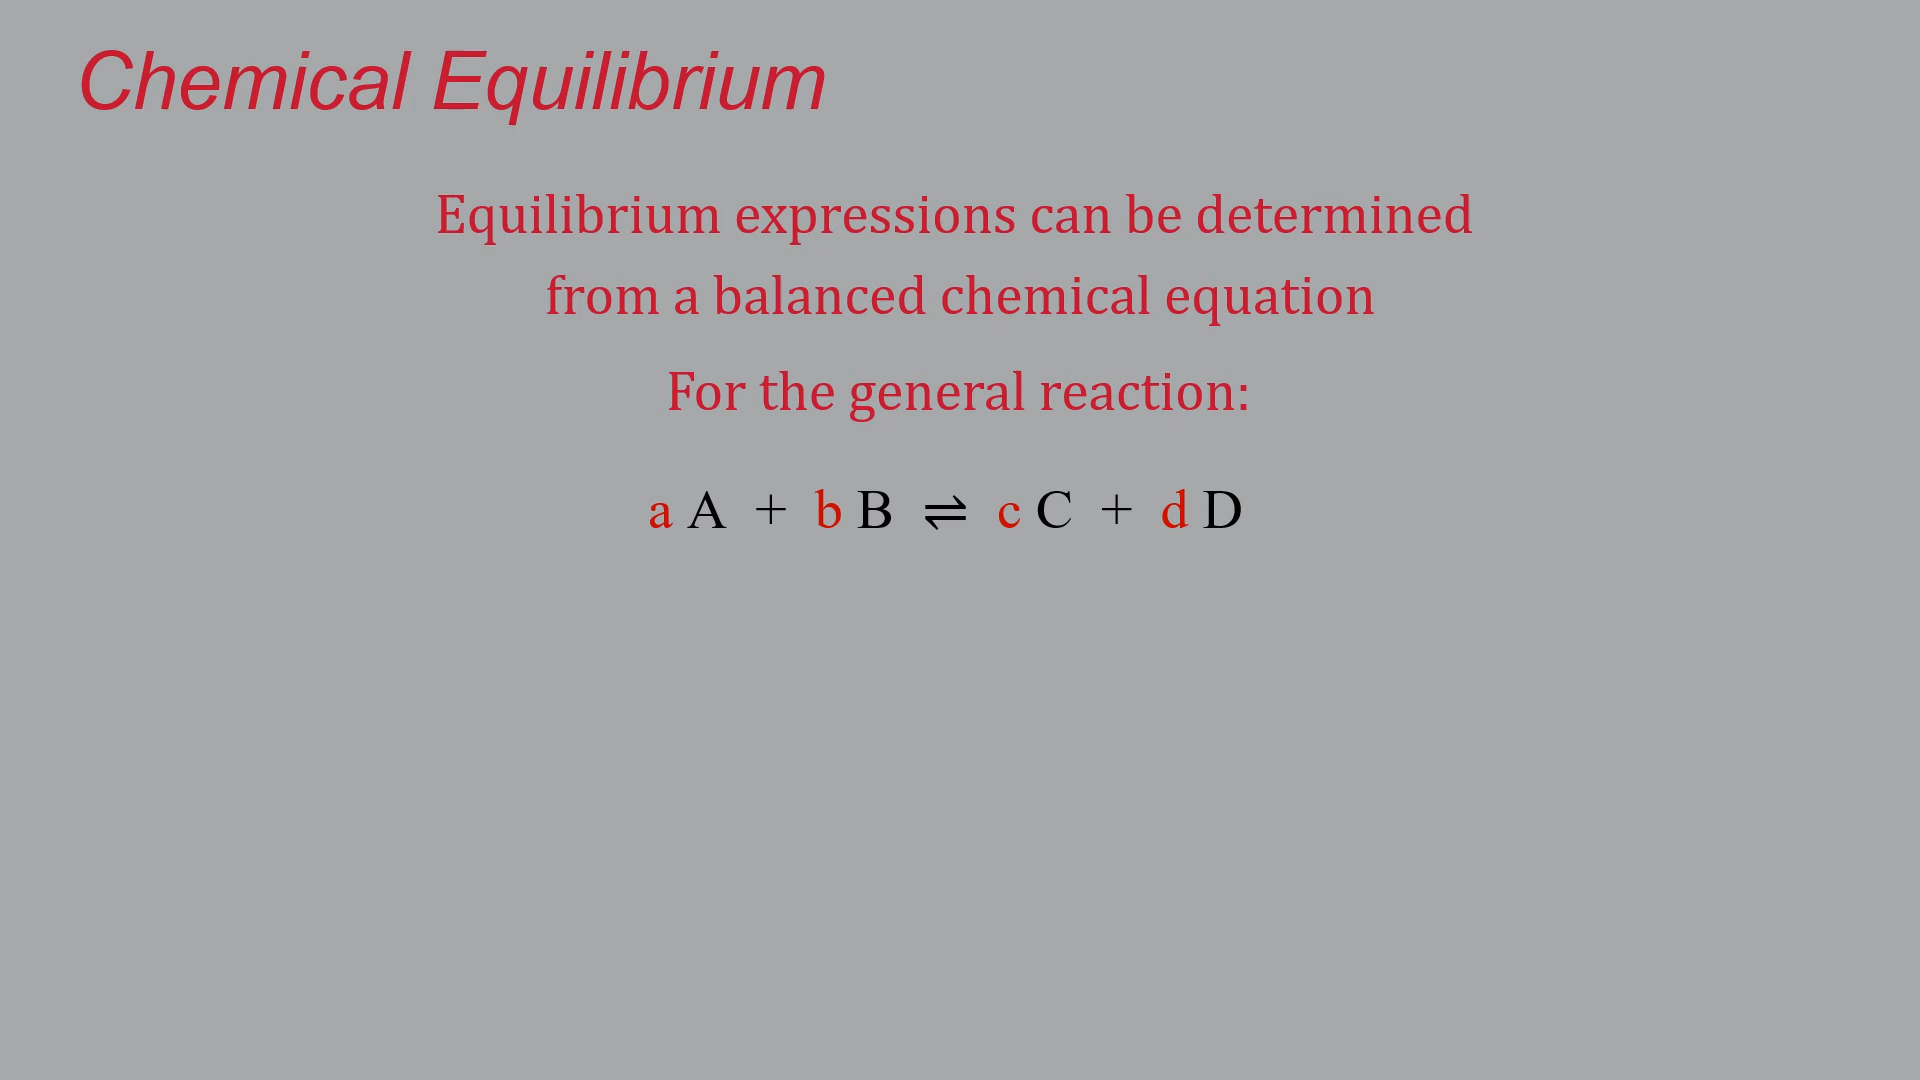 Chemical Equilibrium
Equilibrium expressions can be determined
from a balanced chemical equation
For the general reaction:
a A + b B ⇌ c C + d D